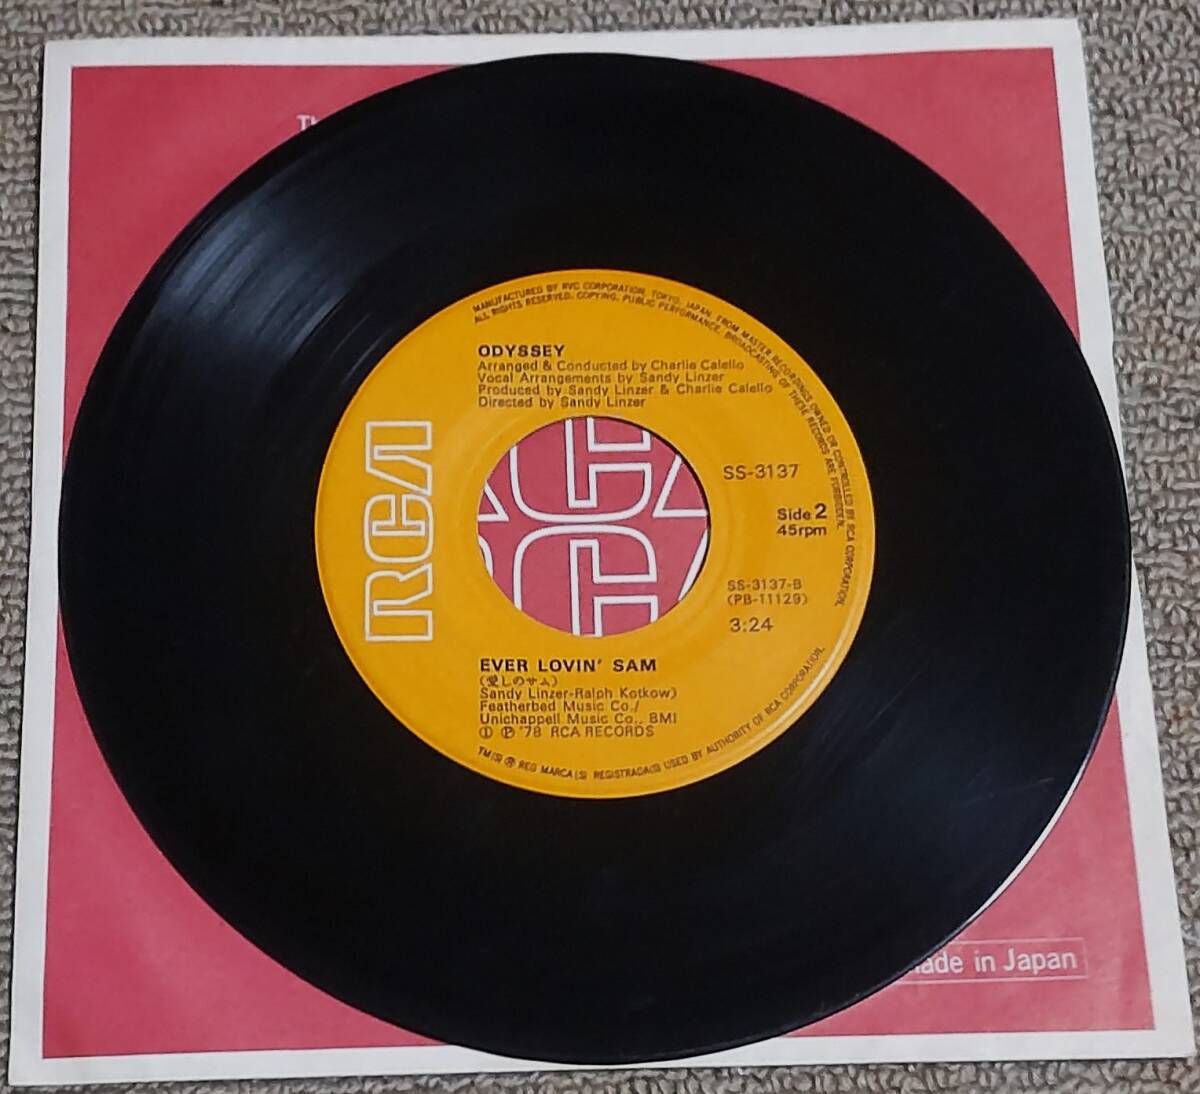 MANUFACTURED BY RVC CORPORATION, TOKYO, JAPAN, FROM MASTER RECORDINGS OWNED OR CONTROLLED BY RCA CORPORATION.
ALL RIGHTS RESERVED. COPYING, PUBLIC PERFORMANCE, BROADCASTING OF THESE RECORDS ARE FORBIDDEN.
ODYSSEY
Arranged & Conducted by Charlie Calello
Vocal Arrangements by Sandy Linzer
Produced by Sandy Linzer & Charlie Calello
Directed by Sandy Linzer
RCA
SS-3137
Side 2
45rpm
SS-3137-B
(PB-11129)
3:24
EVER LOVIN' SAM
(愛しのサム)
Sandy Linzer-Ralph Kotkow)
Featherbed Music Co./
Unichappell Music Co., BMI
Ⓘ Ⓟ '78 RCA RECORDS
TM(S) ® REG MARCA(S) REGISTRADA(S) USED BY AUTHORITY OF RCA CORPORATION.
in Japan